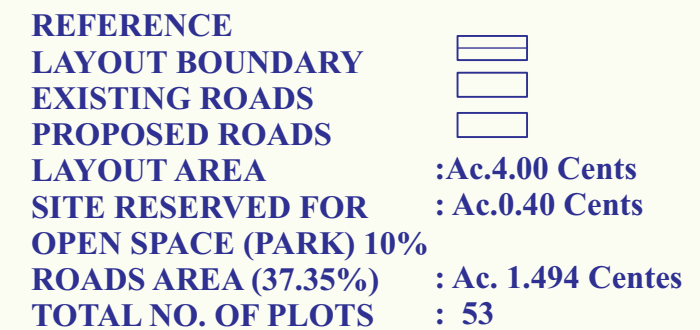 REFERENCE
LAYOUT BOUNDARY
EXISTING ROADS
PROPOSED ROADS
LAYOUT AREA :Ac.4.00 Cents
SITE RESERVED FOR : Ac.0.40 Cents
OPEN SPACE (PARK) 10%
ROADS AREA (37.35%) : Ac. 1.494 Centes
TOTAL NO. OF PLOTS : 53